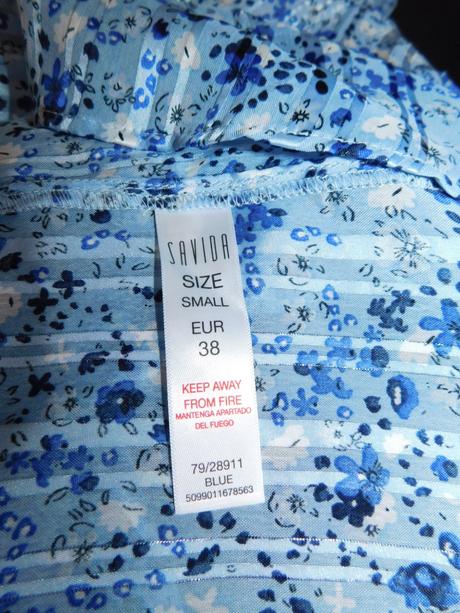 SAVIDA
SIZE
SMALL
EUR
38
KEEP AWAY
FROM FIRE
MANTENGA APARTADO
DEL FUEGO
79/28911
BLUE
5099011678563